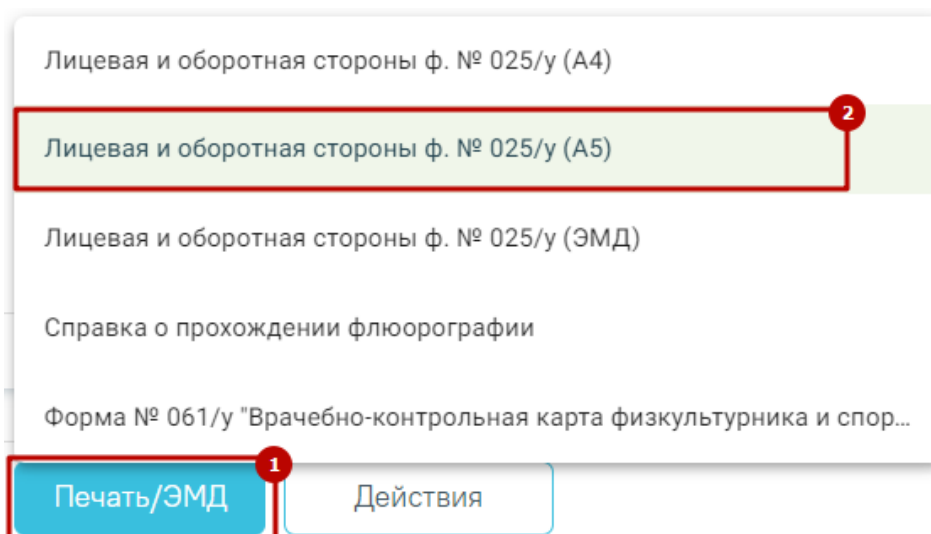 Лицевая и оборотная стороны ф. № 025/у (А4)
2
Лицевая и оборотная стороны ф. № 025/у (А5)
Лицевая и оборотная стороны ф. № 025/у (ЭМД)
Справка о прохождении флюорографии
Форма № 061/у "Врачебно-контрольная карта физкультурника и спор...
1
Печать/ЭМД Действия